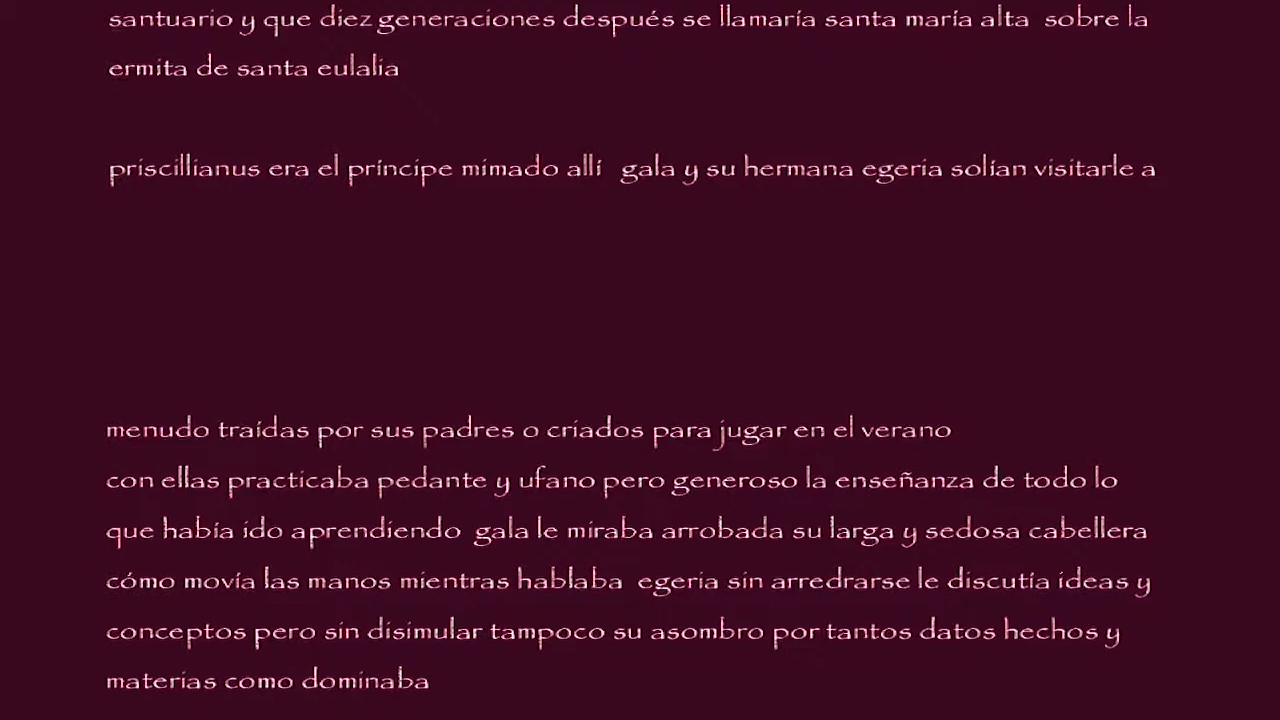 santuario y que diez generaciones después se llamaría santa maría alta sobre la
ermita de santa eulalia
priscillianus era el príncipe mimado allí gala y su hermana egeria solían visitarle a
menudo traídas por sus padres o criados para jugar en el verano
con ellas practicaba pedante y ufano pero generoso la enseñanza de todo lo
que había ido aprendiendo gala le miraba arrobada su larga y sedosa cabellera
cómo movía las manos mientras hablaba egeria sin arredrarse le discutía ideas y
conceptos pero sin disimular tampoco su asombro por tantos datos hechos y
materias como dominaba